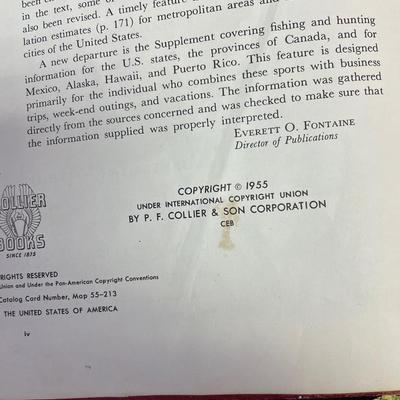 in the text, some of
also been revised. A timely feature
lation estimates (p. 171) for metropolitan areas and
cities of the United States.
A new departure is the Supplement covering fishing and hunting
information for the U.S. states, the provinces of Canada, and for
Mexico, Alaska, Hawaii, and Puerto Rico. This feature is designed
primarily for the individual who combines these sports with business
trips, week-end outings, and vacations. The information was gathered
directly from the sources concerned and was checked to make sure that
the information supplied was properly interpreted.
EVERETT O. FONTAINE
Director of Publications
COPYRIGHT © 1955
UNDER INTERNATIONAL COPYRIGHT UNION
BY P. F. COLLIER & SON CORPORATION
CEB
COLLIER
BOOKS
SINCE 1875
RIGHTS RESERVED
Union and Under the Pan-American Copyright Conventions
Catalog Card Number, Map 55-213
THE UNITED STATES OF AMERICA
iv